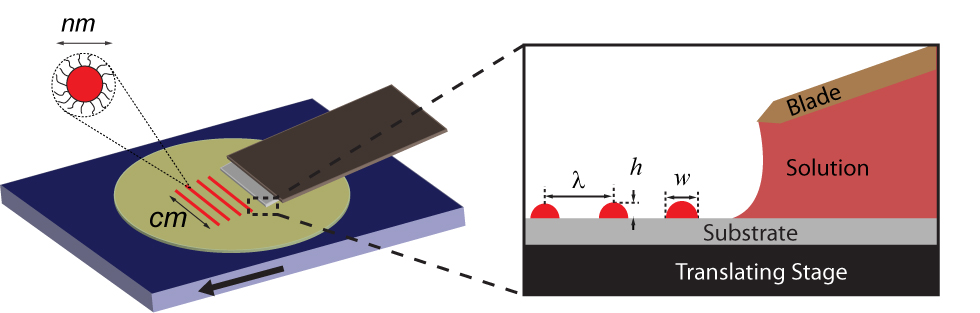 nm
cm
λ
h
w
Blade
Solution
Substrate
Translating Stage